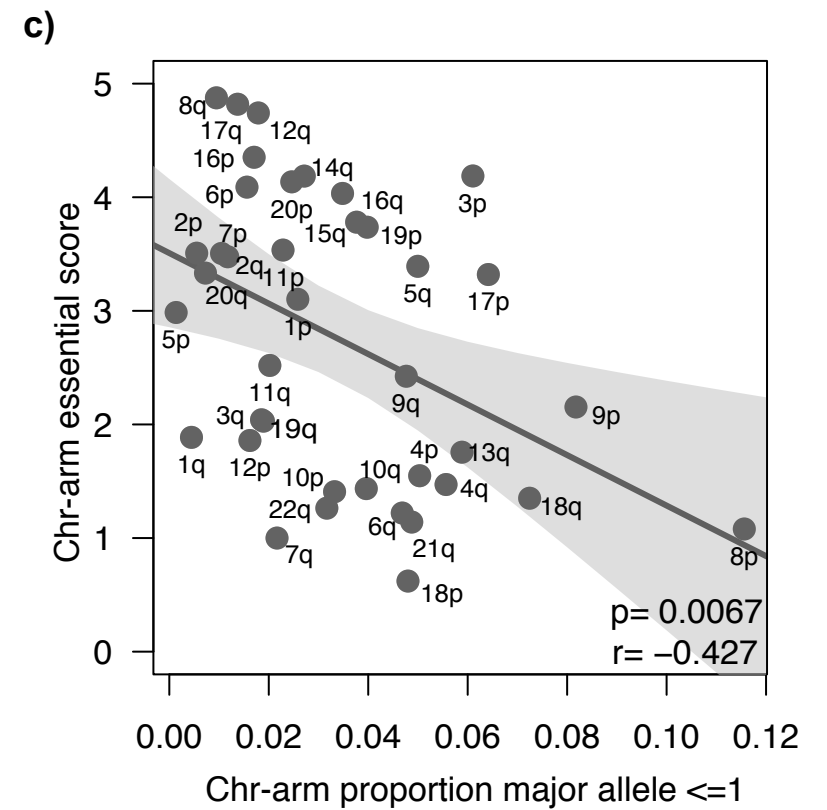 c)
Chr-arm essential score
5
4
3
2
1
0
8q
17q
12q
16p
14q
6p
20p
16q
3p
2p
7p
15q
19p
2q
11p
5q
17p
20q
1p
5p
11q
9q
9p
3q
19q
1q
12p
4p
13q
10p
10q
4q
18q
22q
6q
21q
8p
7q
18p
p= 0.0067
r= −0.427
0.00 0.02 0.04 0.06 0.08 0.10 0.12
Chr-arm proportion major allele <=1